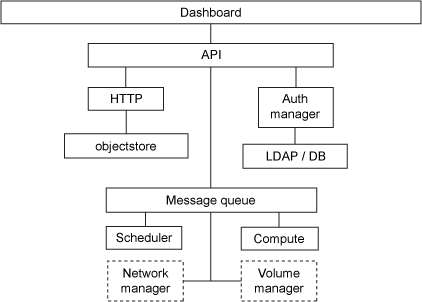 Dashboard
API
HTTP
Auth
manager
objectstore
LDAP / DB
Message queue
Scheduler
Compute
Network
manager
Volume
manager